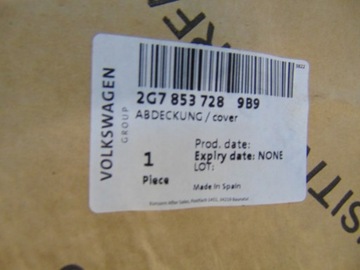 VOLKSWAGEN
GROUP
2G7 853 728 9B9
ABDECKUNG / cover
1
Piece
Prod. date:
Expiry date: NONE
LOT:
Made In Spain
SITI